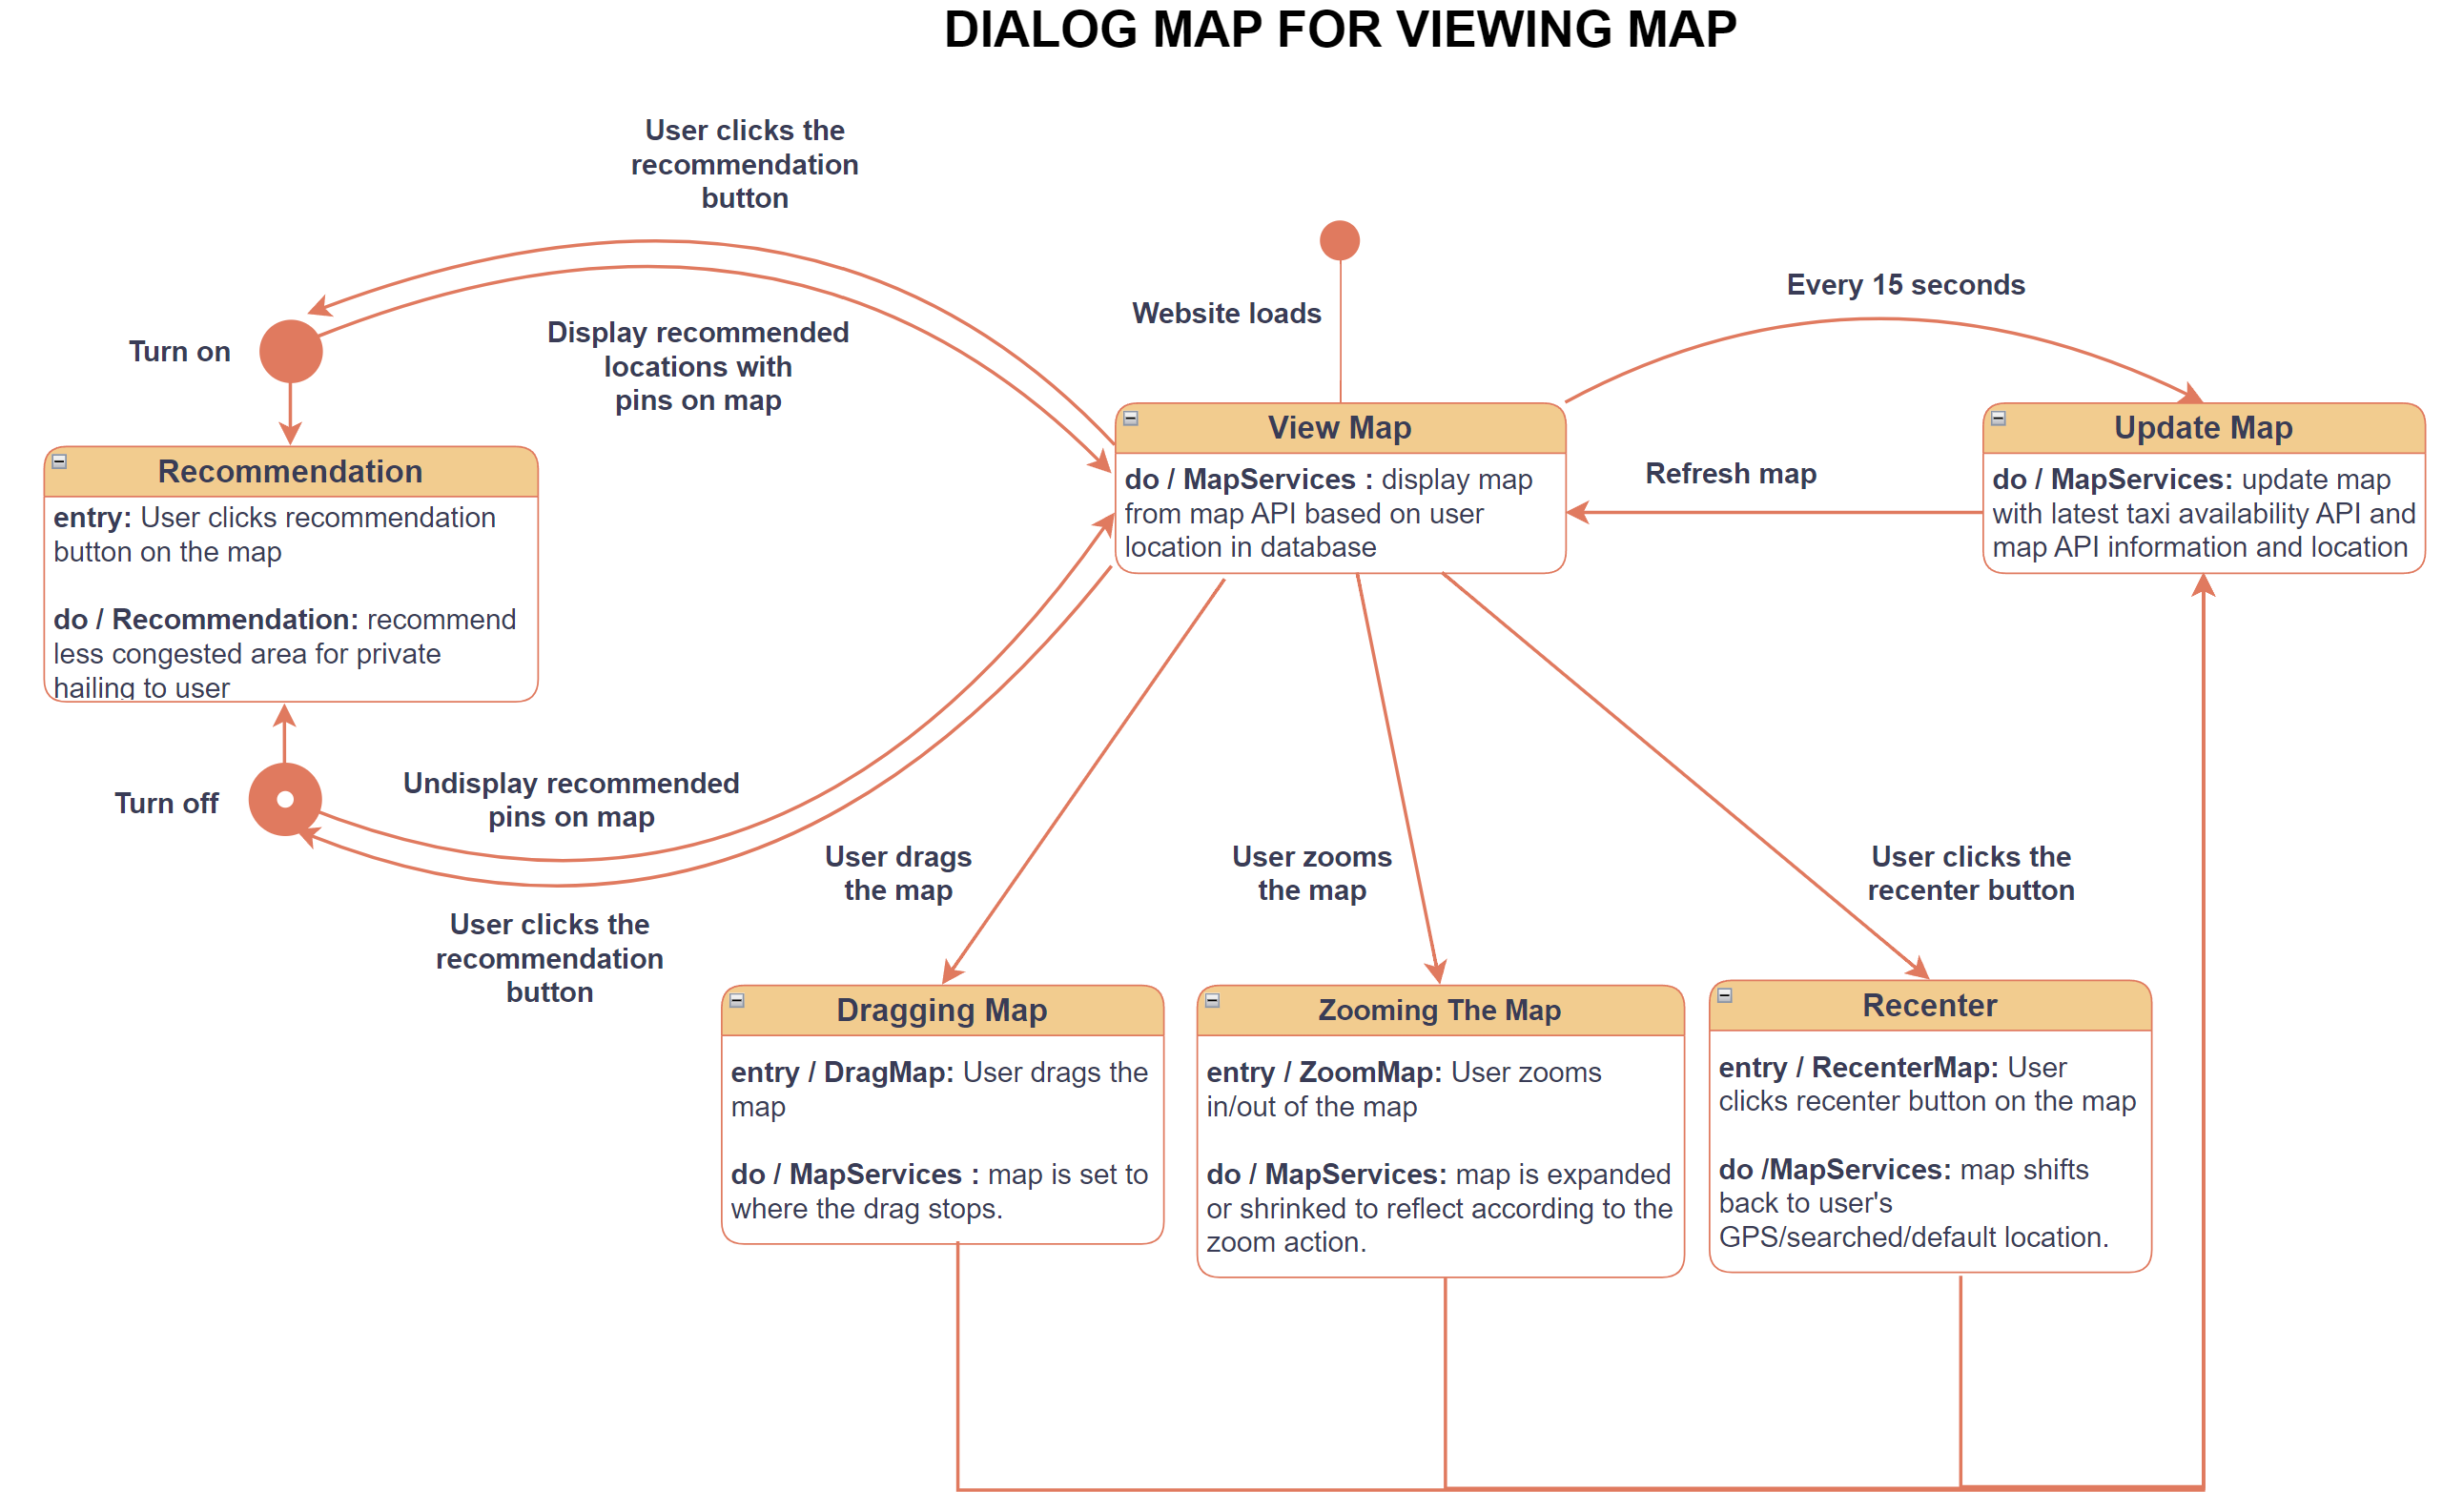 DIALOG MAP FOR VIEWING MAP
User clicks the
recommendation
button
Website loads
Every 15 seconds
Turn on
Display recommended
locations with
pins on map
View Map
do / MapServices : display map
from map API based on user
location in database
Refresh map
Update Map
do / MapServices: update map
with latest taxi availability API and
map API information and location
Recommendation
entry: User clicks recommendation
button on the map
do / Recommendation: recommend
less congested area for private
hailing to user
Turn off
Undisplay recommended
pins on map
User clicks the
recommendation
button
User drags
the map
User zooms
the map
User clicks the
recenter button
Dragging Map
entry / DragMap: User drags the
map
do / MapServices : map is set to
where the drag stops.
Zooming The Map
entry / ZoomMap: User zooms
in/out of the map
do / MapServices: map is expanded
or shrinked to reflect according to the
zoom action.
Recenter
entry / RecenterMap: User
clicks recenter button on the map
do /MapServices: map shifts
back to user's
GPS/searched/default location.